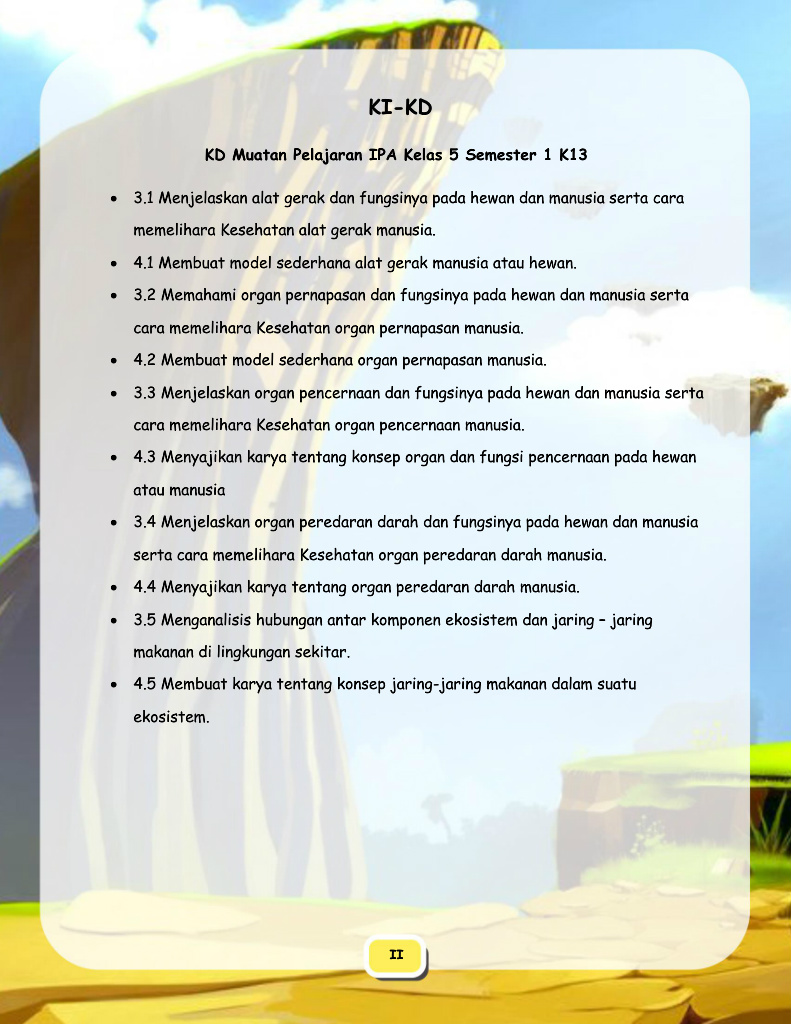 KI-KD
KD Muatan Pelajaran IPA Kelas 5 Semester 1 K13
• 3.1 Menjelaskan alat gerak dan fungsinya pada hewan dan manusia serta cara
memelihara Kesehatan alat gerak manusia.
• 4.1 Membuat model sederhana alat gerak manusia atau hewan.
• 3.2 Memahami organ pernapasan dan fungsinya pada hewan dan manusia serta
cara memelihara Kesehatan organ pernapasan manusia.
• 4.2 Membuat model sederhana organ pernapasan manusia.
• 3.3 Menjelaskan organ pencernaan dan fungsinya pada hewan dan manusia serta
cara memelihara Kesehatan organ pencernaan manusia.
• 4.3 Menyajikan karya tentang konsep organ dan fungsi pencernaan pada hewan
atau manusia
• 3.4 Menjelaskan organ peredaran darah dan fungsinya pada hewan dan manusia
serta cara memelihara Kesehatan organ peredaran darah manusia.
• 4.4 Menyajikan karya tentang organ peredaran darah manusia.
• 3.5 Menganalisis hubungan antar komponen ekosistem dan jaring – jaring
makanan di lingkungan sekitar.
• 4.5 Membuat karya tentang konsep jaring-jaring makanan dalam suatu
ekosistem.
II